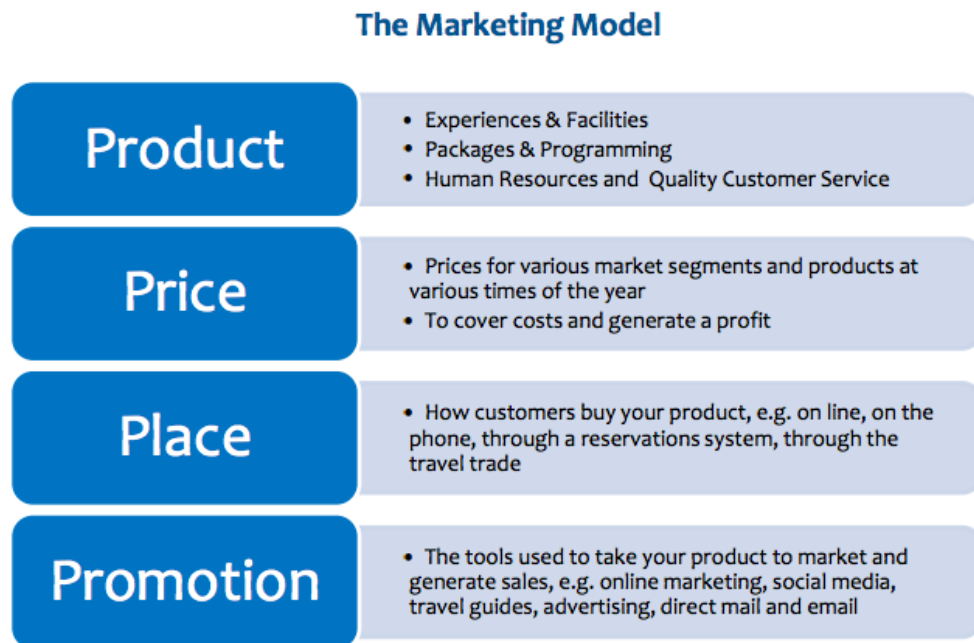 The Marketing Model
Product
• Experiences & Facilities
• Packages & Programming
• Human Resources and Quality Customer Service
Price
• Prices for various market segments and products at
various times of the year
• To cover costs and generate a profit
Place
• How customers buy your product, e.g. on line, on the
phone, through a reservations system, through the
travel trade
Promotion
• The tools used to take your product to market and
generate sales, e.g. online marketing, social media,
travel guides, advertising, direct mail and email